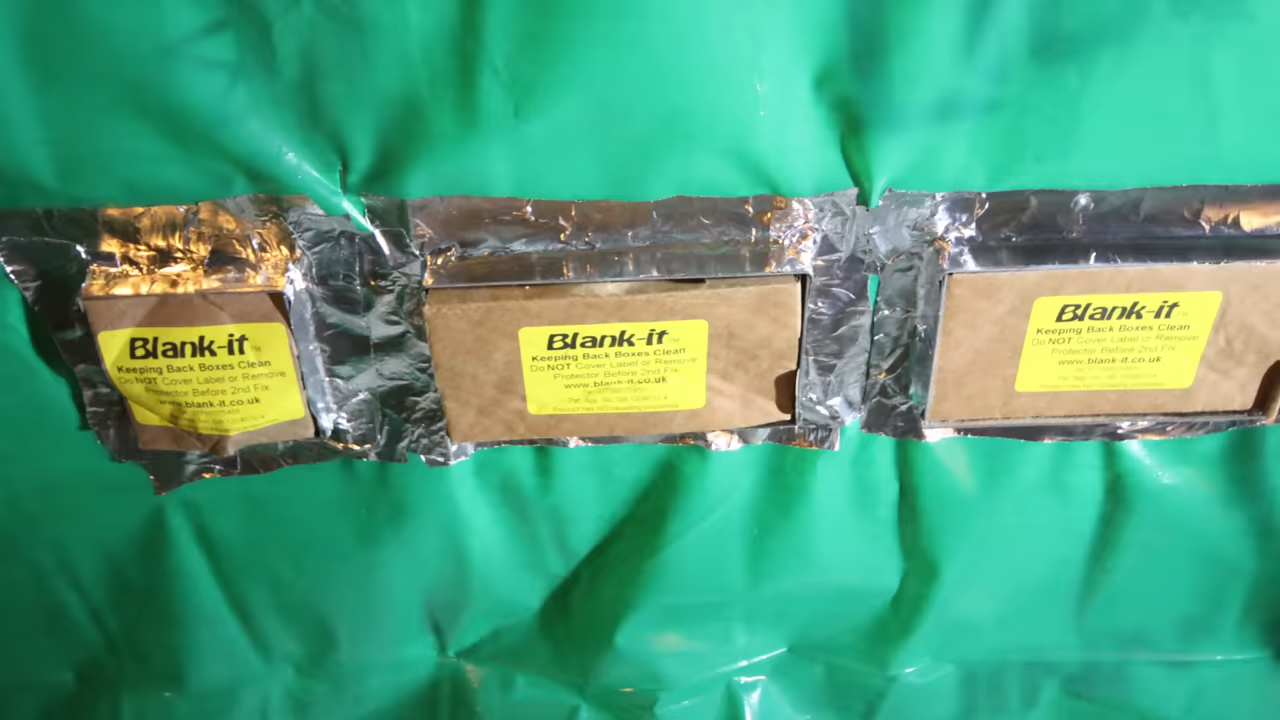 Blank-it™
Keeping Back Boxes Clean
Do NOT Cover Label or Remove
Protector Before 2nd Fix
www.blank-it.co.uk
Blank-it™
Keeping Back Boxes Clean
Do NOT Cover Label or Remove
Protector Before 2nd Fix
www.blank-it.co.uk
Blank-it™
Keeping Back Boxes Clean
Do NOT Cover Label or Remove
Protector Before 2nd Fix
www.blank-it.co.uk